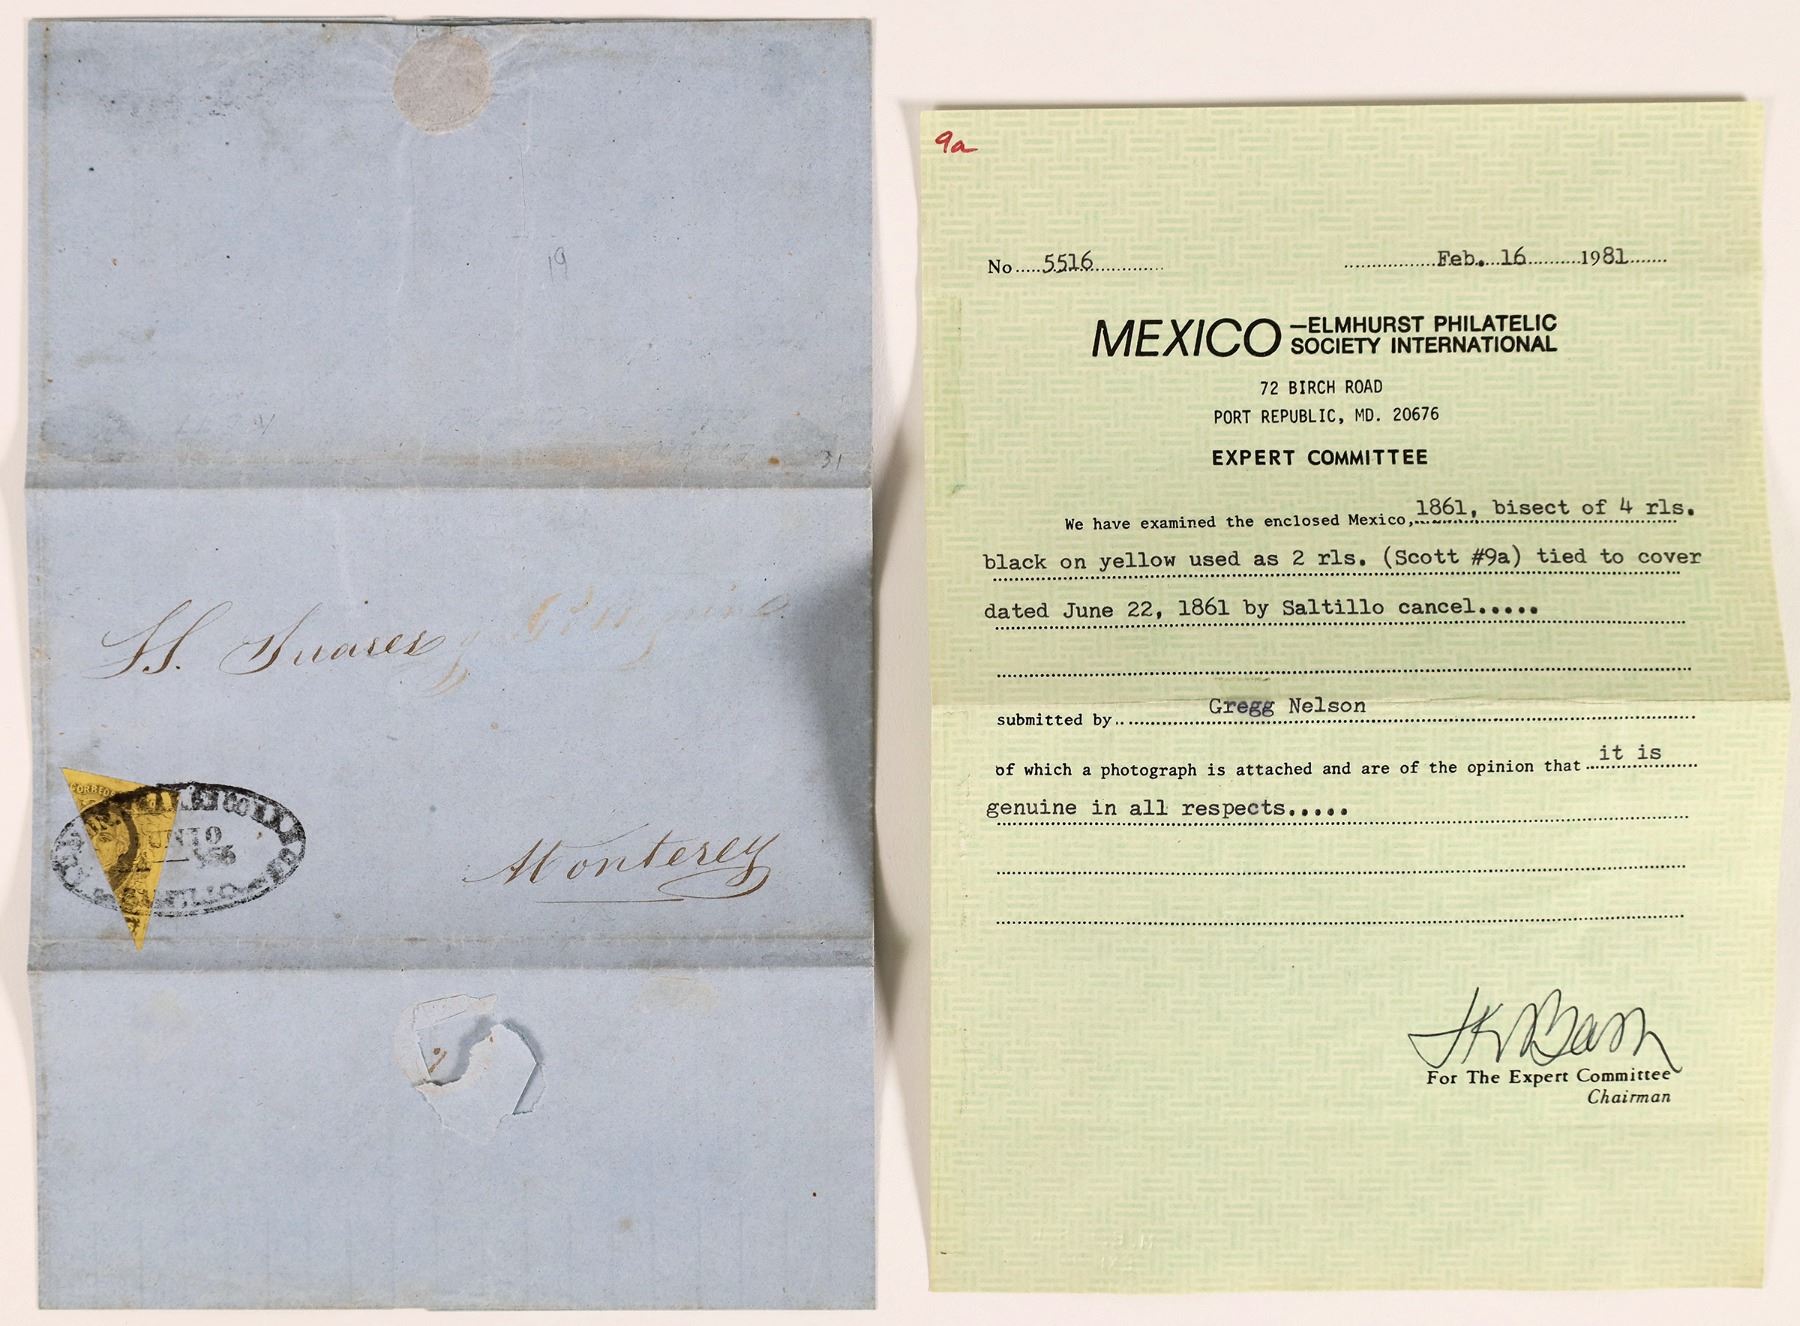 19
31
S. Suares y
CORREOS
SALTILLO
Monterey
9a
No 5516 Feb. 16 1981
MEXICO –ELMHURST PHILATELIC
SOCIETY INTERNATIONAL
72 BIRCH ROAD
PORT REPUBLIC, MD. 20676
EXPERT COMMITTEE
We have examined the enclosed Mexico, 1861, bisect of 4 rls.
black on yellow used as 2 rls. (Scott #9a) tied to cover
dated June 22, 1861 by Saltillo cancel.....
submitted by Gregg Nelson
of which a photograph is attached and are of the opinion that it is
genuine in all respects.....
For The Expert Committee
Chairman